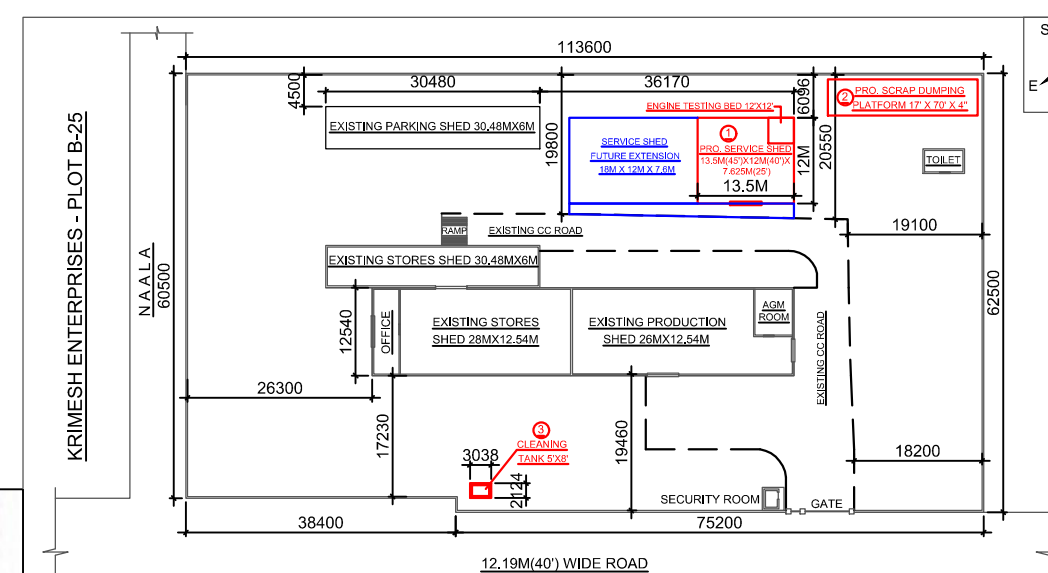 113600
S
30480
36170
4500
6096
E
ENGINE TESTING BED 12'X12'
2
PRO. SCRAP DUMPING
PLATFORM 17' X 70' X 4"
EXISTING PARKING SHED 30.48MX6M
19800
SERVICE SHED
FUTURE EXTENSION
18M X 12M X 7.6M
1
PRO. SERVICE SHED
13.5M(45')X12M(40')X
7.625M(25')
13.5M
12M
20550
TOILET
KRIMESH ENTERPRISES - PLOT B-25
NAALA
60500
RAMP
EXISTING CC ROAD
19100
EXISTING STORES SHED 30.48MX6M
62500
12540
OFFICE
EXISTING STORES
SHED 28MX12.54M
EXISTING PRODUCTION
SHED 26MX12.54M
AGM
ROOM
EXISTING CC ROAD
26300
17230
3
CLEANING
TANK 5'X8'
3038
2124
19460
18200
SECURITY ROOM
GATE
38400
75200
12.19M(40') WIDE ROAD